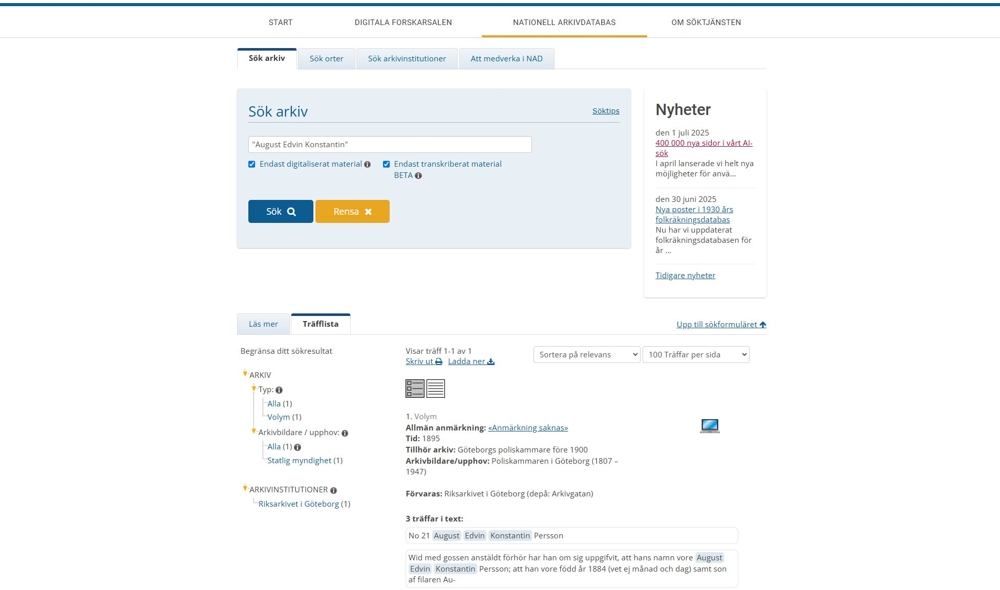 START
DIGITALA FORSKARSALEN
NATIONELL ARKIVDATABAS
OM SÖKTJÄNSTEN
Sök arkiv
Sök orter
Sök arkivinstitutioner
Att medverka i NAD
Sök arkiv
Söktips
"August Edvin Konstantin"
Endast digitaliserat material
Endast transkriberat material
BETA
Sök
Rensa
Nyheter
den 1 juli 2025
400 000 nya sidor i vårt AI-
sök
I april lanserade vi helt nya
möjligheter för anvä...
den 30 juni 2025
Nya poster i 1930 års
folkräkningsdatabas
Nu har vi uppdaterat
folkräkningsdatabasen för
år ...
Tidigare nyheter
Läs mer
Träfflista
Upp till sökformuläret
Begränsa ditt sökresultat
ARKIV
Typ:
Alla (1)
Volym (1)
Arkivbildare / upphov:
Alla (1)
Statlig myndighet (1)
ARKIVINSTITUTIONER
Riksarkivet i Göteborg (1)
Visar träff 1-1 av 1
Skriv ut
Ladda ner
Sortera på relevans
100 Träffar per sida
1. Volym
Allmän anmärkning: «Anmärkning saknas»
Tid: 1895
Tillhör arkiv: Göteborgs poliskammare före 1900
Arkivbildare/upphov: Poliskammaren i Göteborg (1807 –
1947)
Förvaras: Riksarkivet i Göteborg (depå: Arkivgatan)
3 träffar i text:
No 21 August Edvin Konstantin Persson
Wid med gossen anställdt förhör har han om sig uppgifvit, att hans namn vore August
Edvin Konstantin Persson; att han vore född år 1884 (vet ej månad och dag) samt son
af filaren Au-